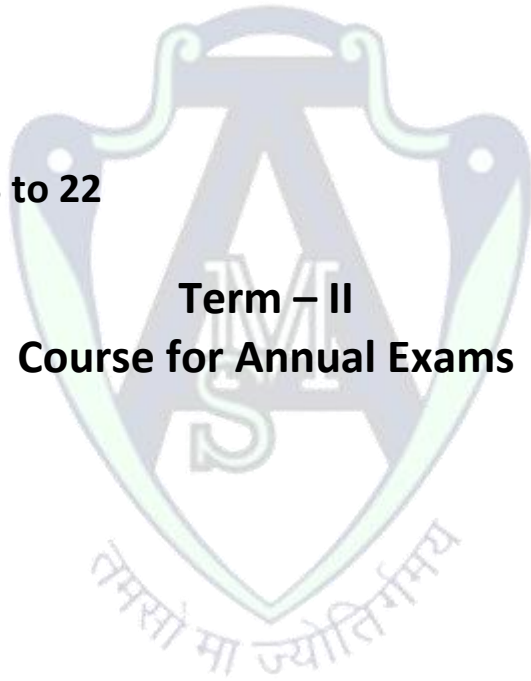 to 22
Term – II
Course for Annual Exams
A
M
S
तमसो मा ज्योतिर्गमय